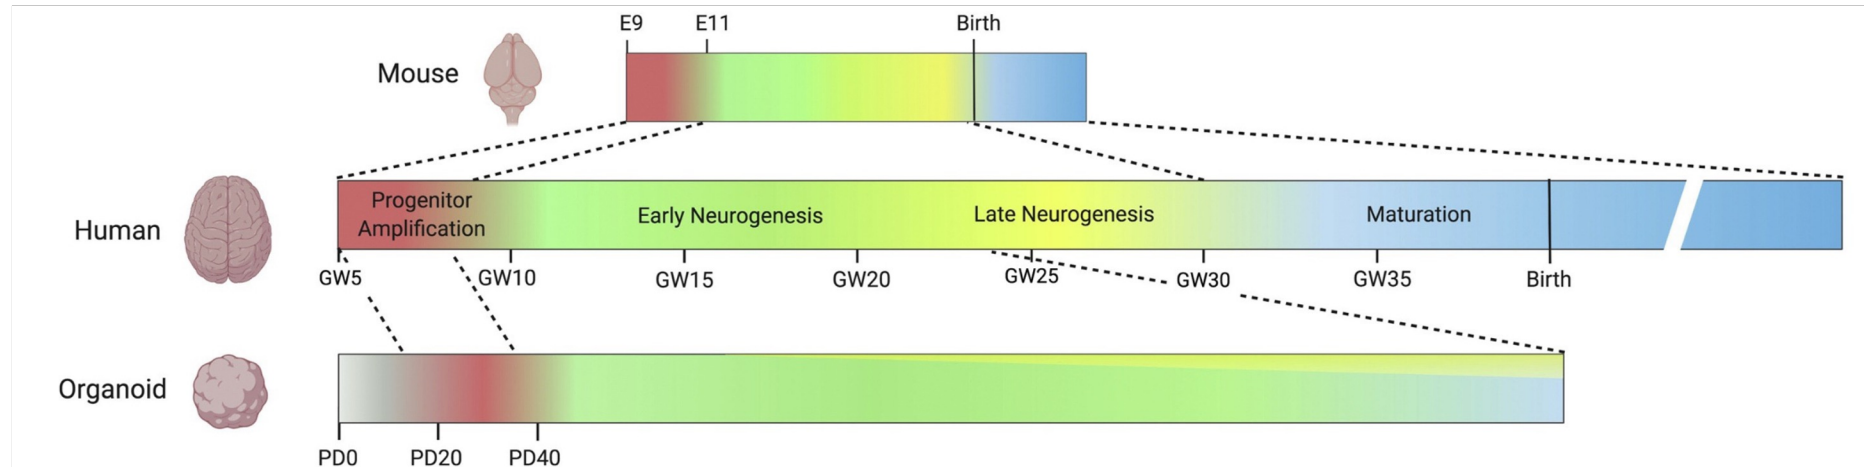 E9 E11 Birth
Mouse
Human
Progenitor
Amplification
Early Neurogenesis
Late Neurogenesis
Maturation
GW5 GW10 GW15 GW20 GW25 GW30 GW35 Birth
Organoid
PD0 PD20 PD40